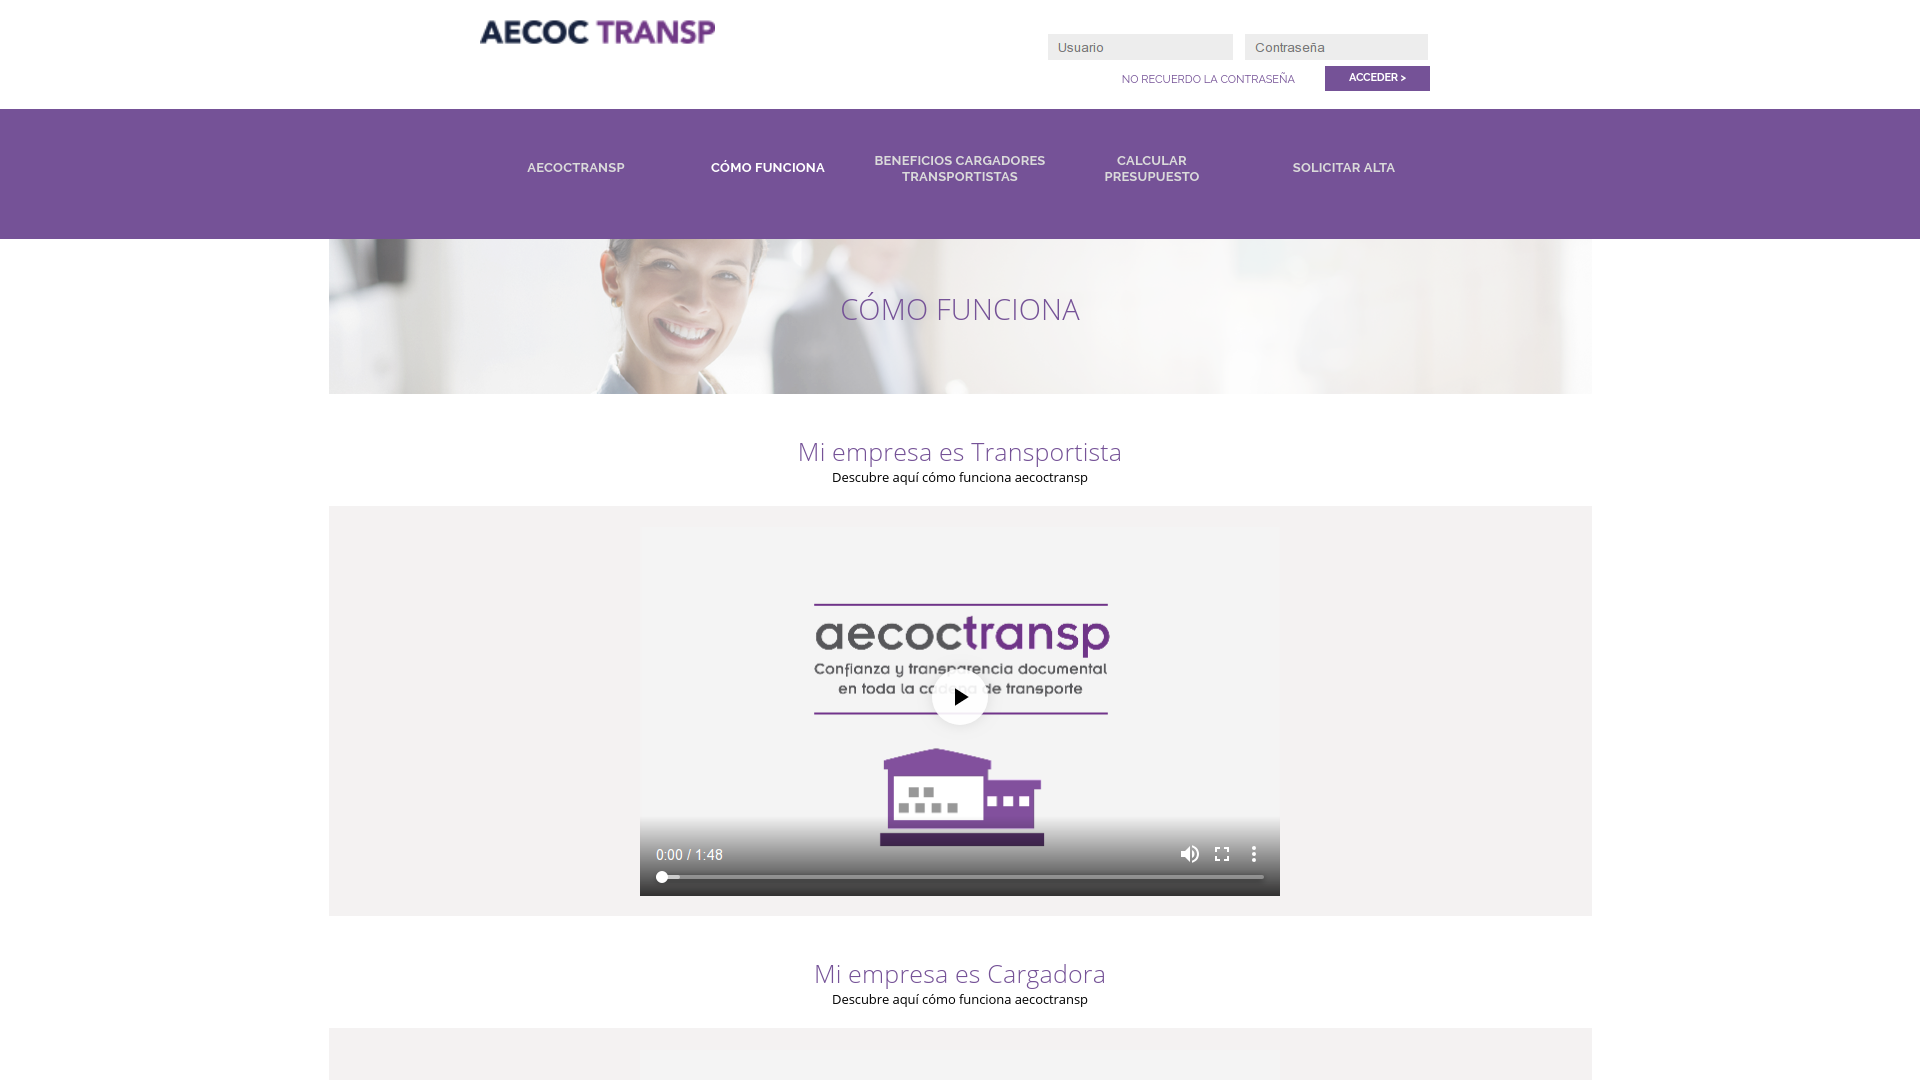 AECOC TRANSP
Usuario
Contraseña
NO RECUERDO LA CONTRASEÑA
ACCEDER >
AECOCTRANSP
CÓMO FUNCIONA
BENEFICIOS CARGADORES
TRANSPORTISTAS
CALCULAR
PRESUPUESTO
SOLICITAR ALTA
CÓMO FUNCIONA
Mi empresa es Transportista
Descubre aquí cómo funciona aecoctransp
aecoctransp
Confianza y transparencia documental
en toda la cadena de transporte
0:00 / 1:48
Mi empresa es Cargadora
Descubre aquí cómo funciona aecoctransp